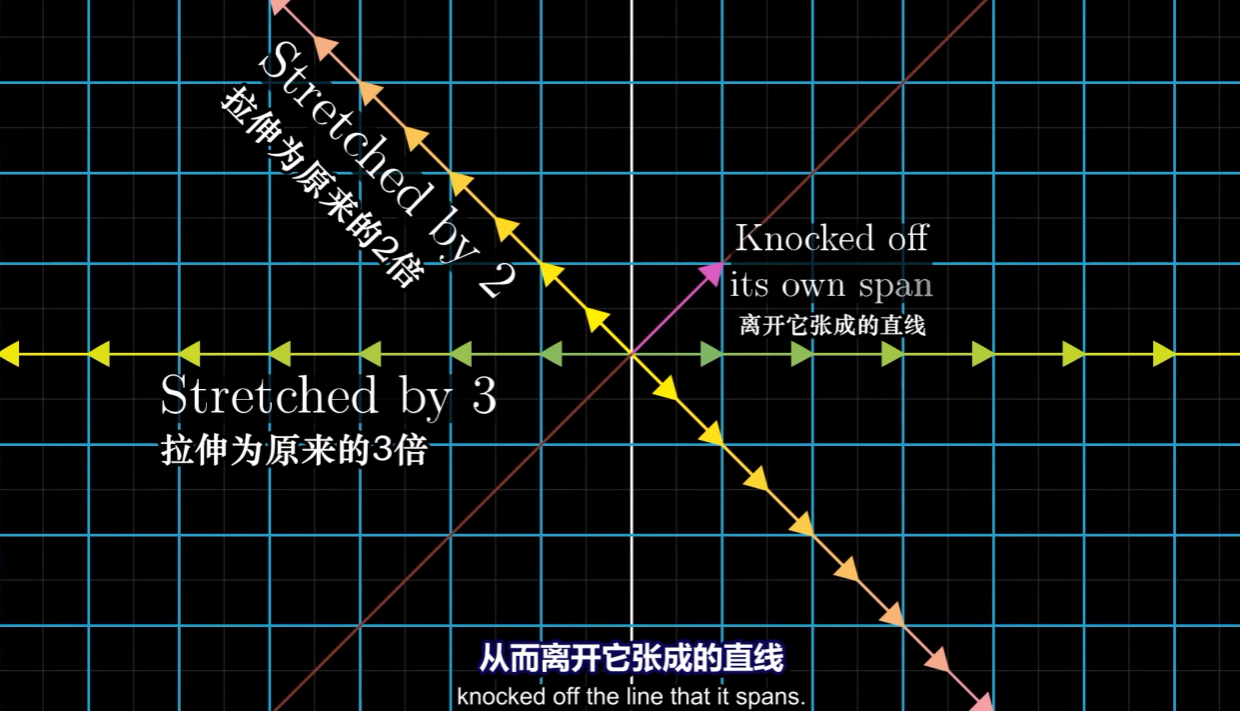 Stretched by 2
拉伸为原来的2倍
Knocked off
its own span
离开它张成的直线
Stretched by 3
拉伸为原来的3倍
从而离开它张成的直线
knocked off the line that it spans.